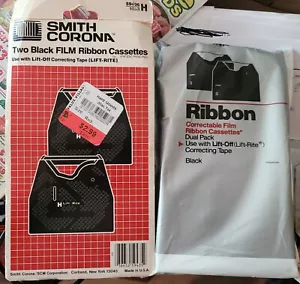 SMITH
CORONA
H
Two Black FILM Ribbon Cassettes
Use with Lift-Off Correcting Tape (LIFT-RITE)
$2.99
H Lift-Rite
Smith Corona/SCM Corporation Cortland, New York 13045 Made in U.S.A.
Ribbon
Correctable Film
Ribbon Cassettes*
Dual Pack
Use with Lift-Off (Lift-Rite®)
Correcting Tape
Black